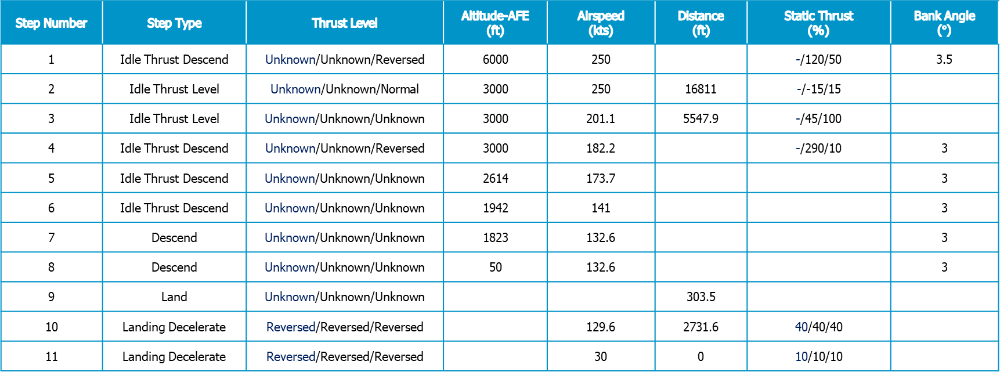 Step Number Step Type Thrust Level Altitude-AFE (ft) Airspeed (kts) Distance (ft) Static Thrust (%) Bank Angle (°)
1 Idle Thrust Descend Unknown/Unknown/Reversed 6000 250 -/120/50 3.5
2 Idle Thrust Level Unknown/Unknown/Normal 3000 250 16811 -/-15/15
3 Idle Thrust Level Unknown/Unknown/Unknown 3000 201.1 5547.9 -/45/100
4 Idle Thrust Descend Unknown/Unknown/Reversed 3000 182.2 -/290/10 3
5 Idle Thrust Descend Unknown/Unknown/Unknown 2614 173.7 3
6 Idle Thrust Descend Unknown/Unknown/Unknown 1942 141 3
7 Descend Unknown/Unknown/Unknown 1823 132.6 3
8 Descend Unknown/Unknown/Unknown 50 132.6 3
9 Land Unknown/Unknown/Unknown 303.5
10 Landing Decelerate Reversed/Reversed/Reversed 129.6 2731.6 40/40/40
11 Landing Decelerate Reversed/Reversed/Reversed 30 0 10/10/10